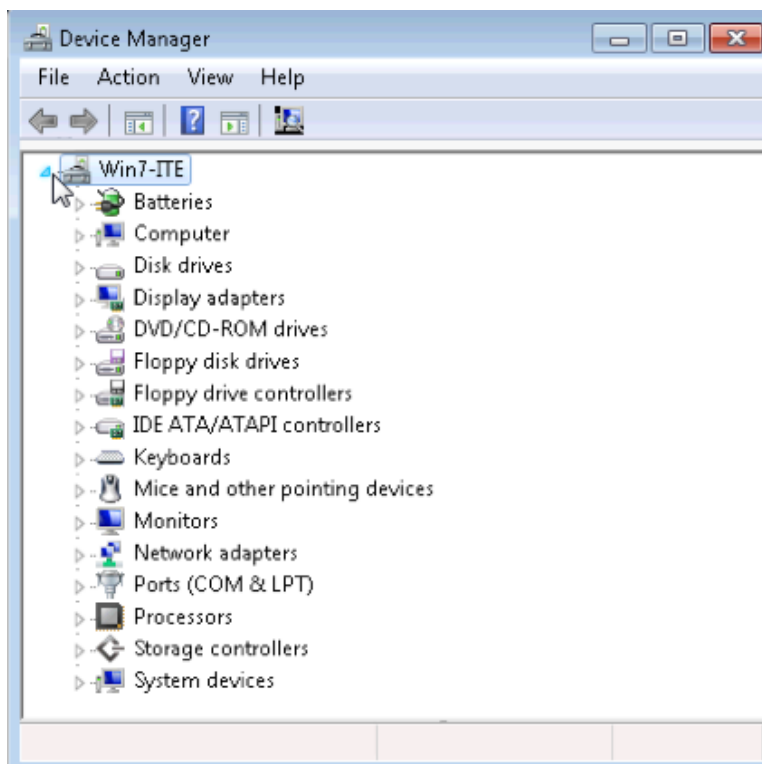 Device Manager
File Action View Help
Win7-ITE
Batteries
Computer
Disk drives
Display adapters
DVD/CD-ROM drives
Floppy disk drives
Floppy drive controllers
IDE ATA/ATAPI controllers
Keyboards
Mice and other pointing devices
Monitors
Network adapters
Ports (COM & LPT)
Processors
Storage controllers
System devices